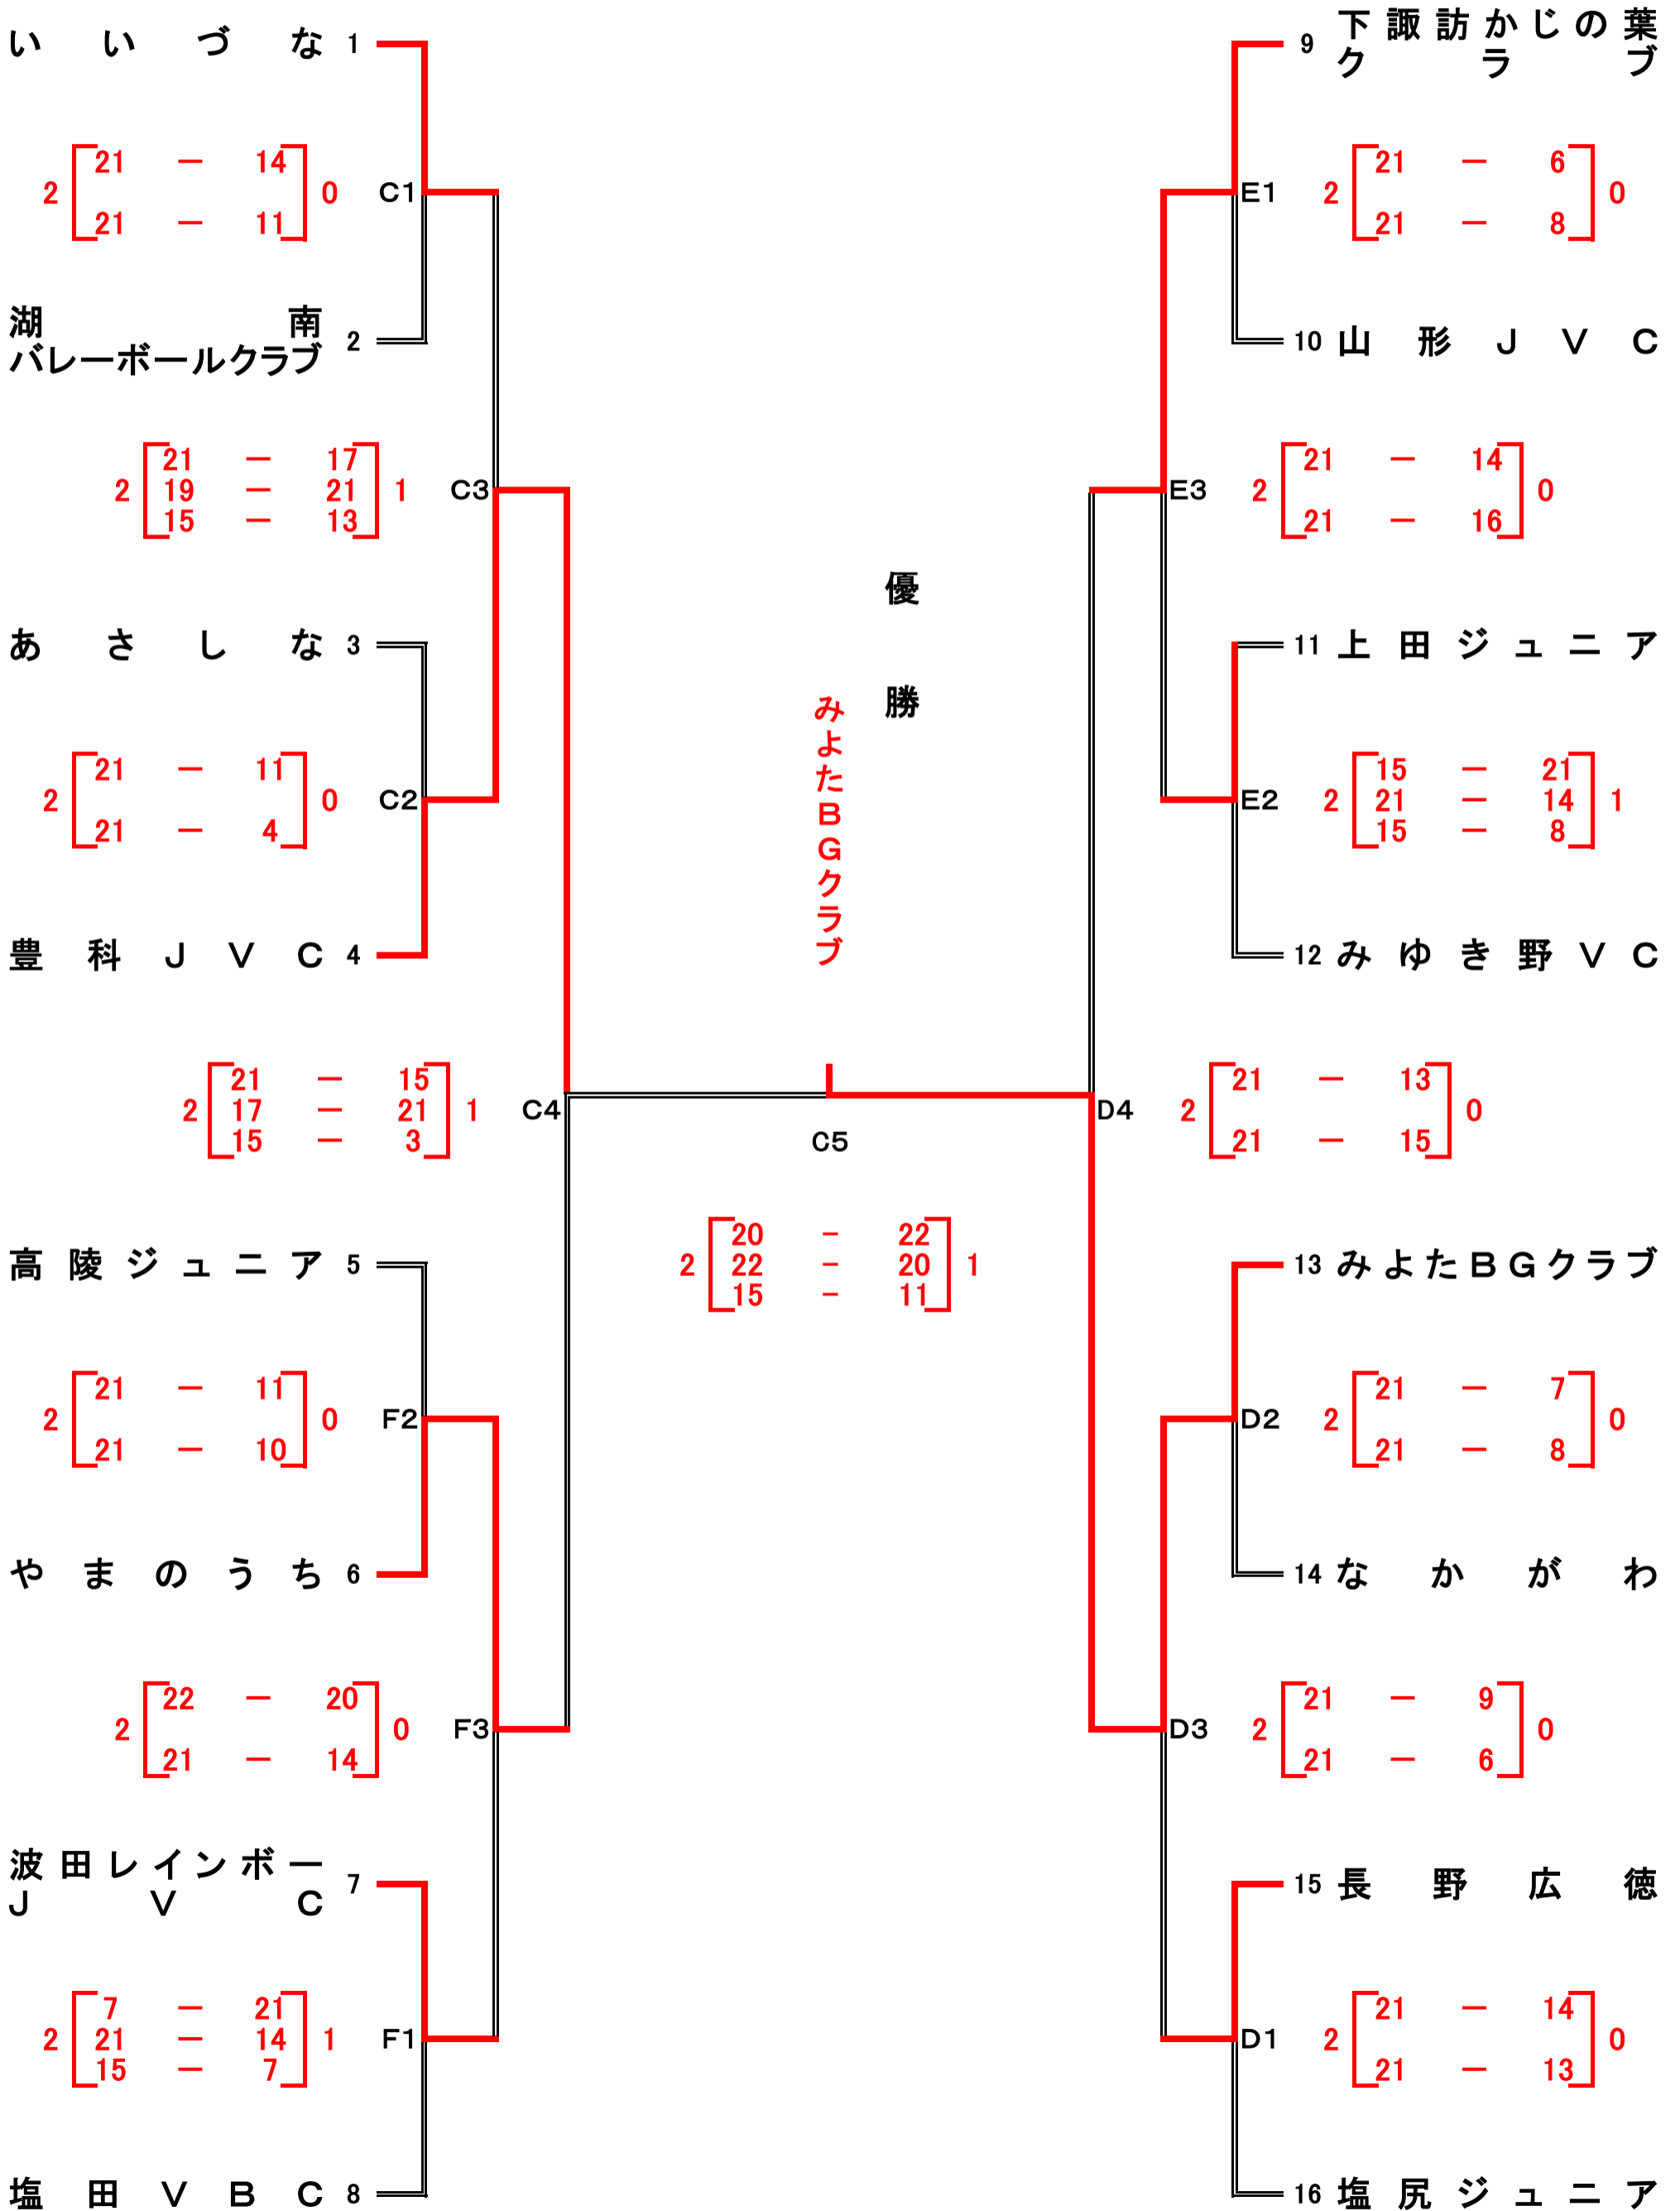 いいづな 1
2 21 － 14 0
21 － 11
C1
湖南
バレーボールクラブ 2
2 21 － 17 1
19 － 21
15 － 13
C3
あさしな 3
2 21 － 11 0
21 － 4
C2
豊科ＪＶＣ 4
2 21 － 15 1
17 － 21
15 － 3
C4
高陵ジュニア 5
2 21 － 11 0
21 － 10
F2
やまのうち 6
2 22 － 20 0
21 － 14
F3
波田レインボー
ＪＶＣ 7
2 7 － 21 1
21 － 14
15 － 7
F1
塩田ＶＢＣ 8
優勝
みよたＢＧクラブ
C5
2 20 － 22 1
22 － 20
15 － 11
9 下諏訪かじの葉
クラブ
E1
2 21 － 6 0
21 － 8
10 山形ＪＶＣ
E3
2 21 － 14 0
21 － 16
11 上田ジュニア
E2
2 15 － 21 1
21 － 14
15 － 8
12 みゆき野ＶＣ
D4
2 21 － 13 0
21 － 15
13 みよたＢＧクラブ
D2
2 21 － 7 0
21 － 8
14 なかがわ
D3
2 21 － 9 0
21 － 6
15 長野広徳
D1
2 21 － 14 0
21 － 13
16 塩尻ジュニア